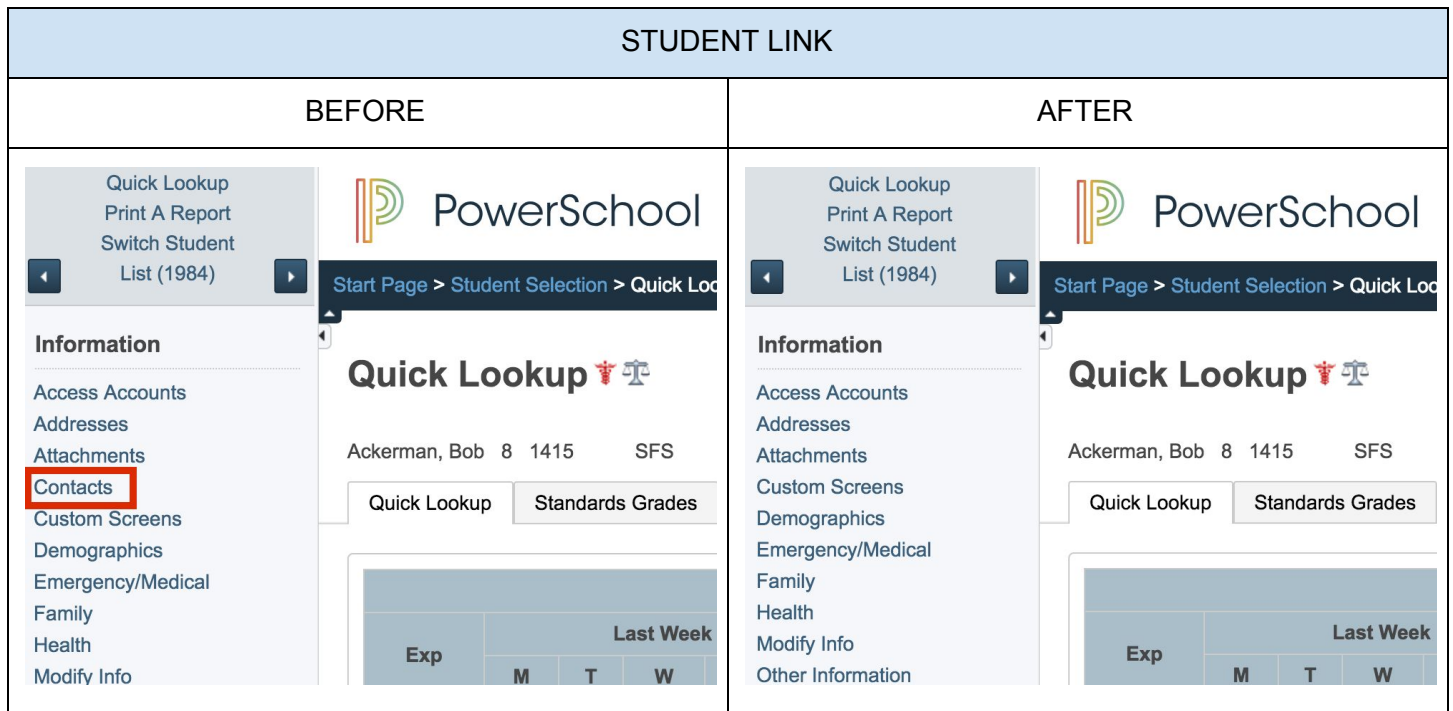 STUDENT LINK
BEFORE
AFTER
Quick Lookup
Print A Report
Switch Student
List (1984)
Information
Access Accounts
Addresses
Attachments
Contacts
Custom Screens
Demographics
Emergency/Medical
Family
Health
Modify Info
PowerSchool
Start Page > Student Selection > Quick Loo
Quick Lookup
Ackerman, Bob 8 1415 SFS
Quick Lookup Standards Grades
Last Week
Exp
M T W
Quick Lookup
Print A Report
Switch Student
List (1984)
Information
Access Accounts
Addresses
Attachments
Custom Screens
Demographics
Emergency/Medical
Family
Health
Modify Info
Other Information
PowerSchool
Start Page > Student Selection > Quick Loo
Quick Lookup
Ackerman, Bob 8 1415 SFS
Quick Lookup Standards Grades
Last Week
Exp
M T W